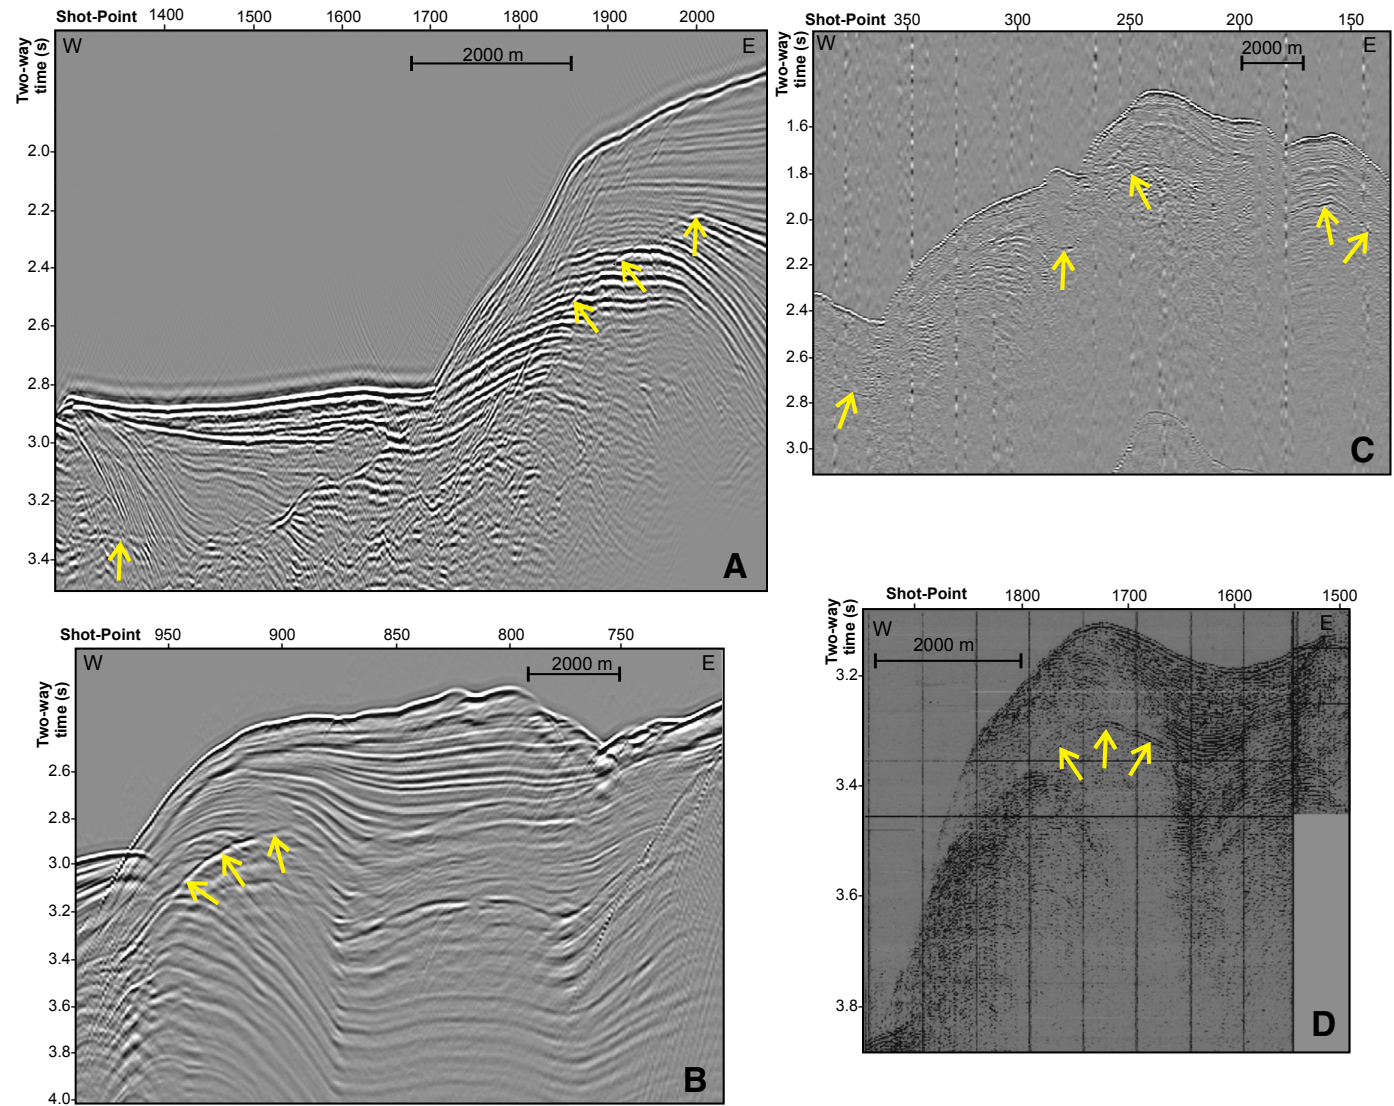 Shot-Point 1400 1500 1600 1700 1800 1900 2000
Two-way
time (s)
W
E
2000 m
2.0
2.2
2.4
2.6
2.8
3.0
3.2
3.4
A
Shot-Point 350 300 250 200 150
Two-way
time (s)
W
E
2000 m
1.6
1.8
2.0
2.2
2.4
2.6
2.8
3.0
C
Shot-Point 950 900 850 800 750
Two-way
time (s)
W
E
2000 m
2.6
2.8
3.0
3.2
3.4
3.6
3.8
4.0
B
Shot-Point
1800 1700 1600 1500
Two-way
time (s)
W
E
2000 m
3.2
3.4
3.6
3.8
D